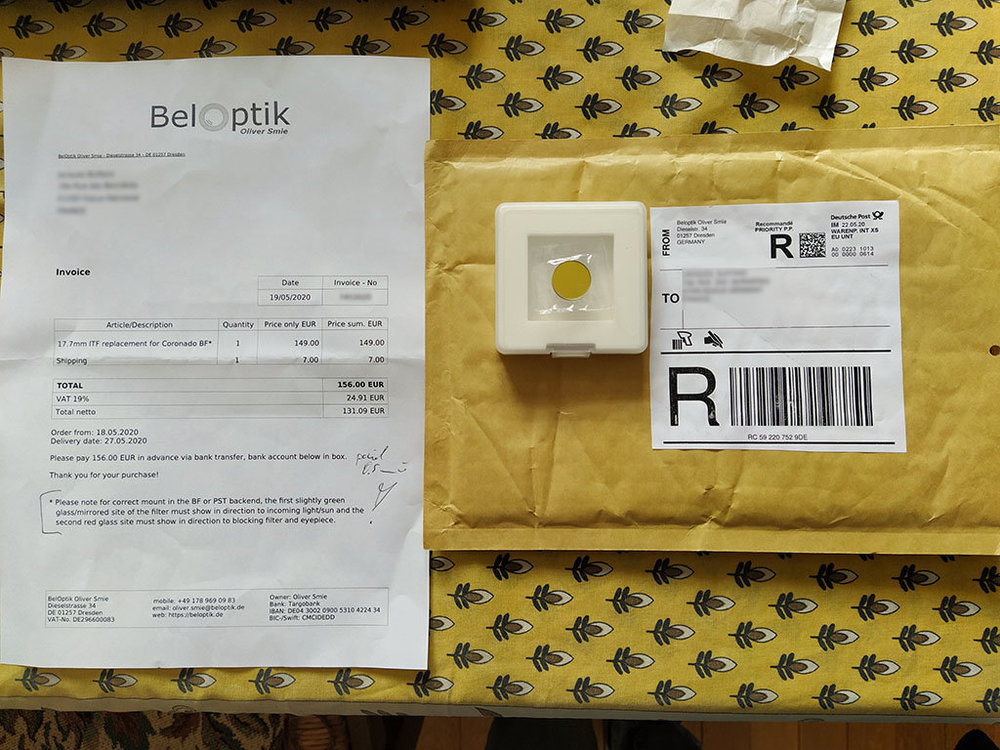 BelOptik
Oliver Smie
BelOptik Oliver Smie - Dieselstrasse 34 - DE 01257 Dresden
Invoice
Date Invoice - No
19/05/2020
Article/Description Quantity Price only EUR Price sum. EUR
17.7mm ITF replacement for Coronado BF* 1 149.00 149.00
Shipping 1 7.00 7.00
TOTAL 156.00 EUR
VAT 19% 24.91 EUR
Total netto 131.09 EUR
Order from: 18.05.2020
Delivery date: 27.05.2020
Please pay 156.00 EUR in advance via bank transfer, bank account below in box.
paid
Thank you for your purchase!
* Please note for correct mount in the BF or PST backend, the first slightly green
glass/mirrored site of the filter must show in direction to incoming light/sun and the
second red glass site must show in direction to blocking filter and eyepiece.
BelOptik Oliver Smie
Dieselstrasse 34
DE 01257 Dresden
VAT-No. DE296600083
mobile: +49 178 969 09 83
email: oliver.smie@beloptik.de
web: https://beloptik.de
Owner: Oliver Smie
Bank: Targobank
IBAN: DE04 3002 0900 5310 4224 34
BIC-/Swift: CMCIDEDD
FROM
Beloptik Oliver Smie
Dieselstr. 34
01257 Dresden
GERMANY
Recommandé
PRIORITY P.P.
R
Deutsche Post
IM 22.05.20
WARENP. INT XS
EU UNT
A0 0223 1013
00 0000 0614
TO
R
RC 59 220 752 9DE